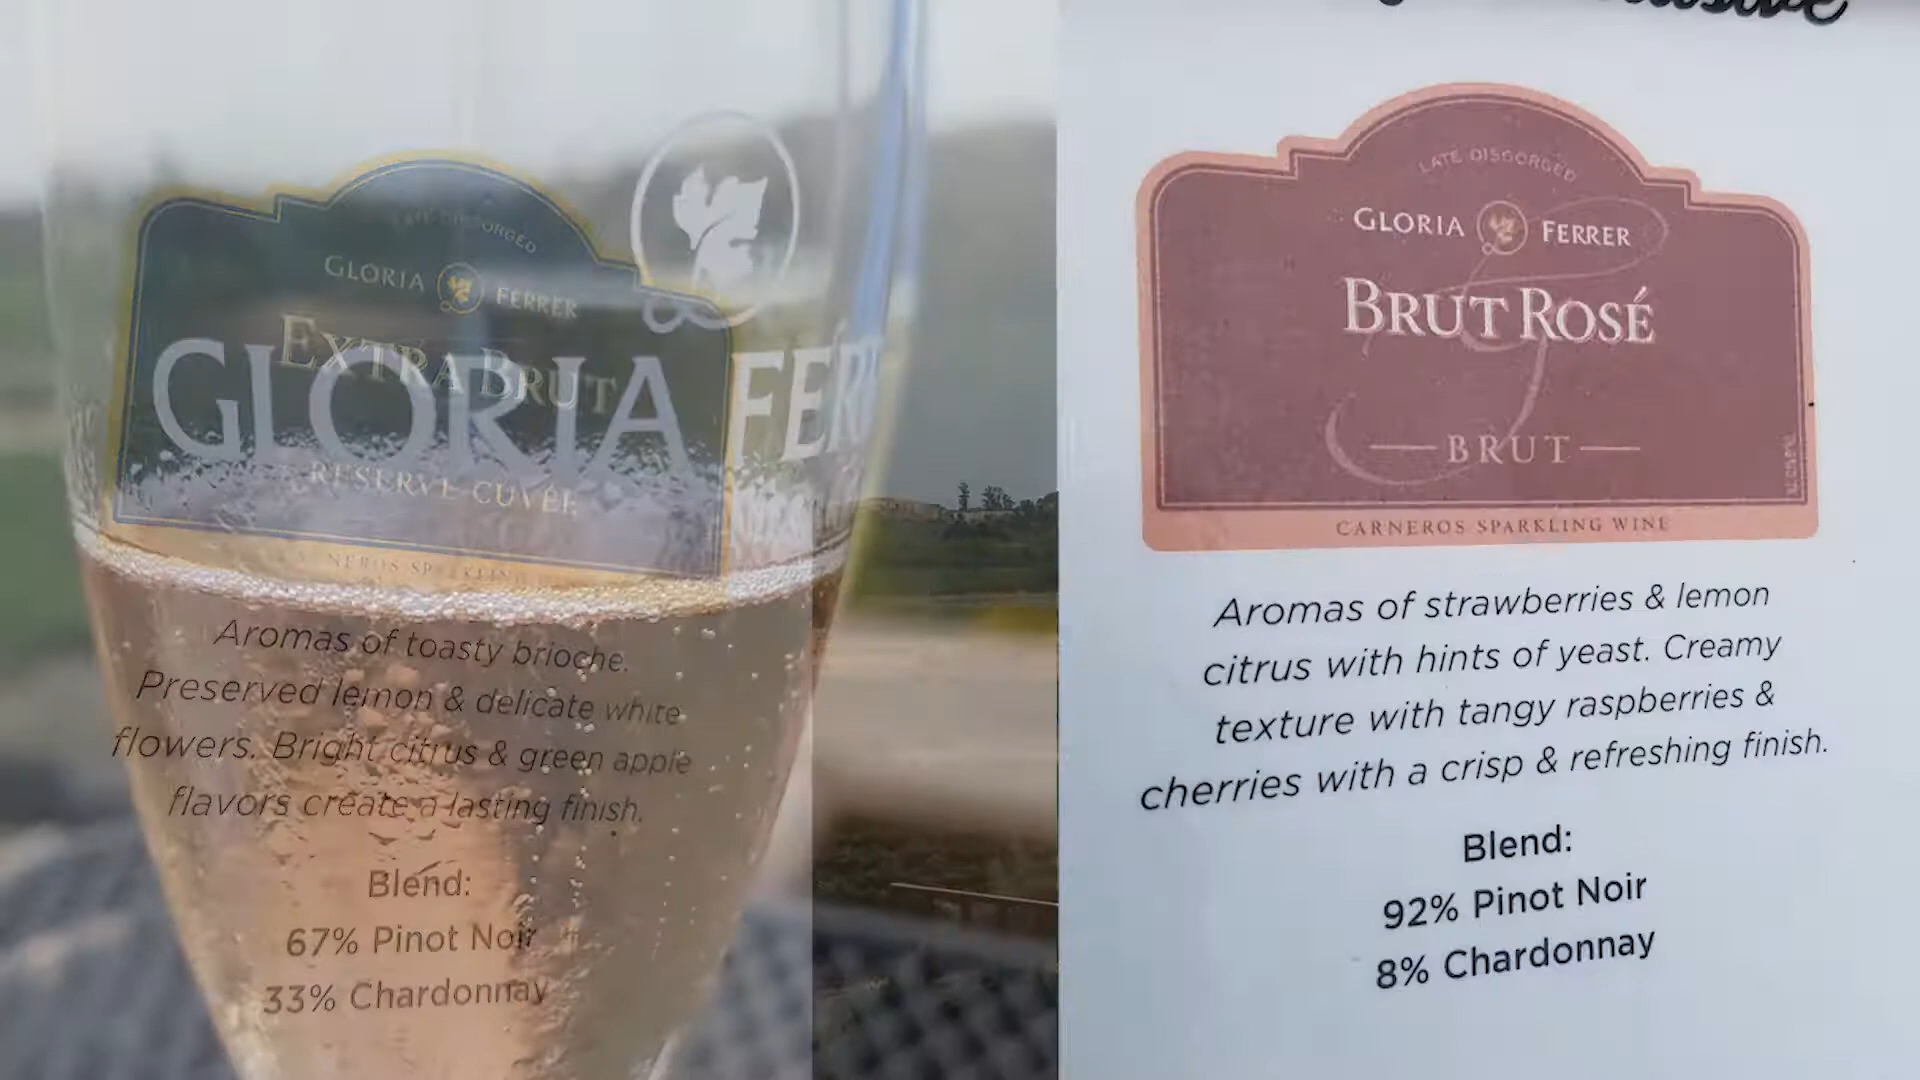 LATE DISGORGED
GLORIA FERRER
EXTRA BRUT
GLORIA
RESERVE CUVÉE
SPARKLING
Aromas of toasty brioche.
Preserved lemon & delicate white
flowers. Bright citrus & green apple
flavors create a lasting finish.
Blend:
67% Pinot Noir
33% Chardonnay
LATE DISGORGED
GLORIA FERRER
BRUT ROSÉ
BRUT
CARNEROS SPARKLING WINE
Aromas of strawberries & lemon
citrus with hints of yeast. Creamy
texture with tangy raspberries &
cherries with a crisp & refreshing finish.
Blend:
92% Pinot Noir
8% Chardonnay